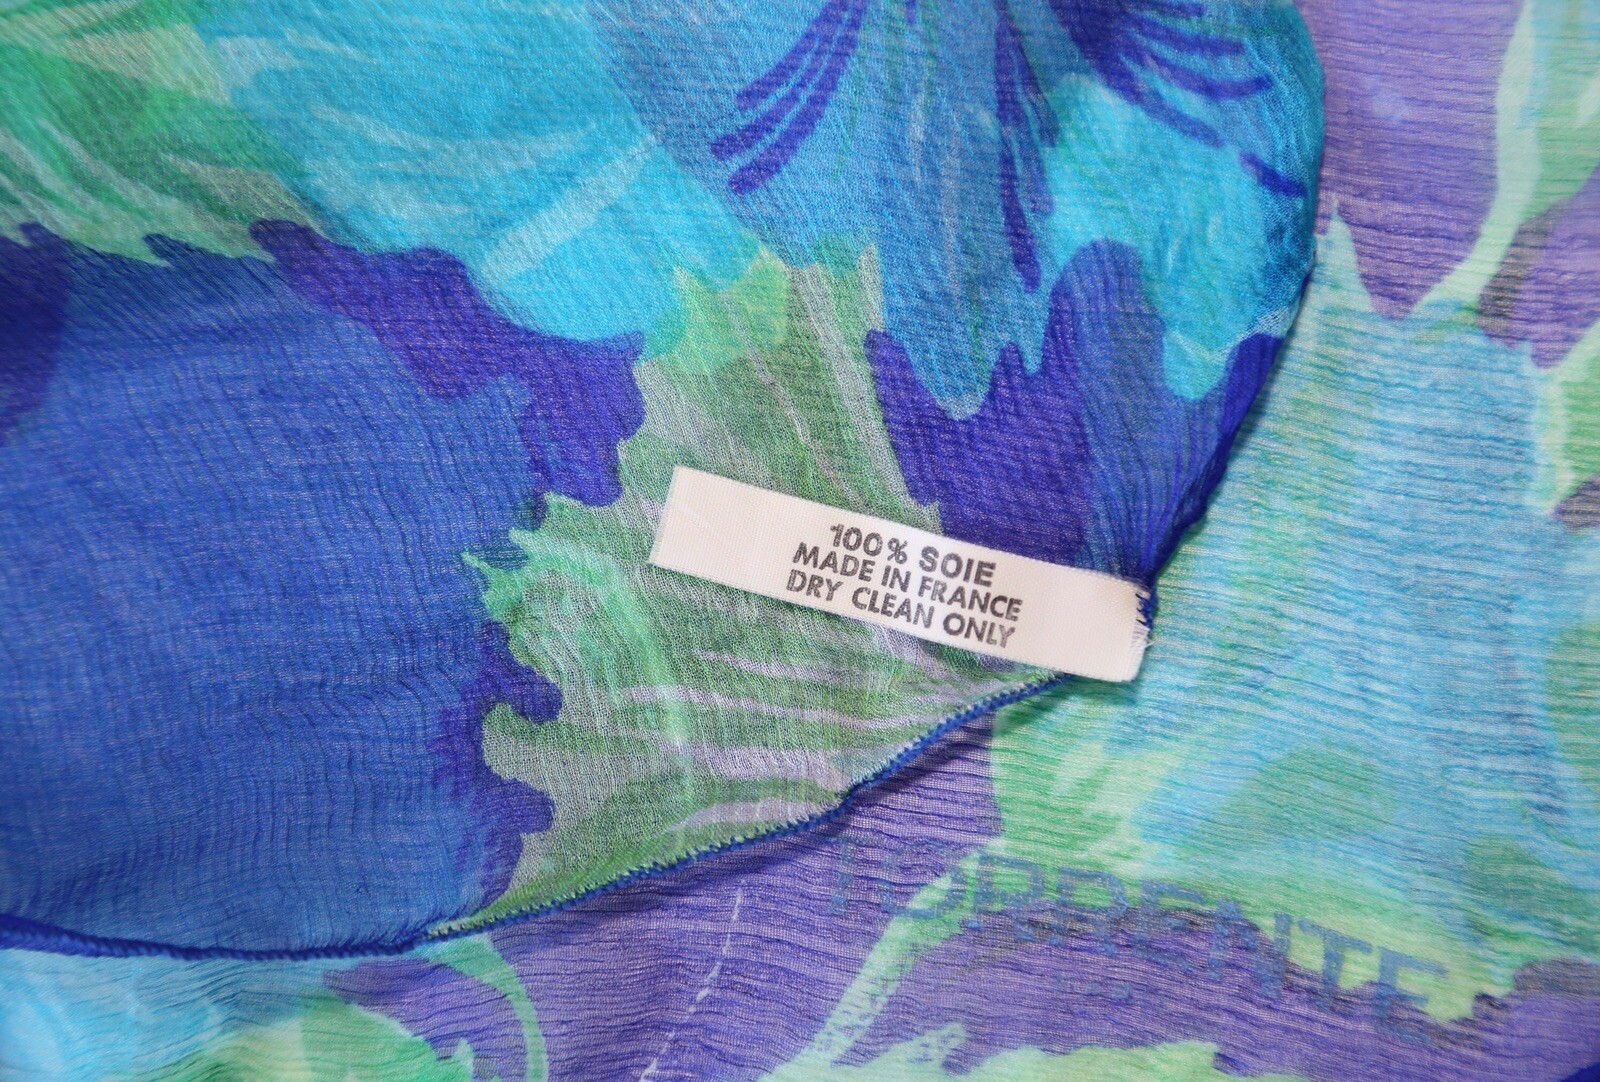 100% SOIE
MADE IN FRANCE
DRY CLEAN ONLY
TORRENTE